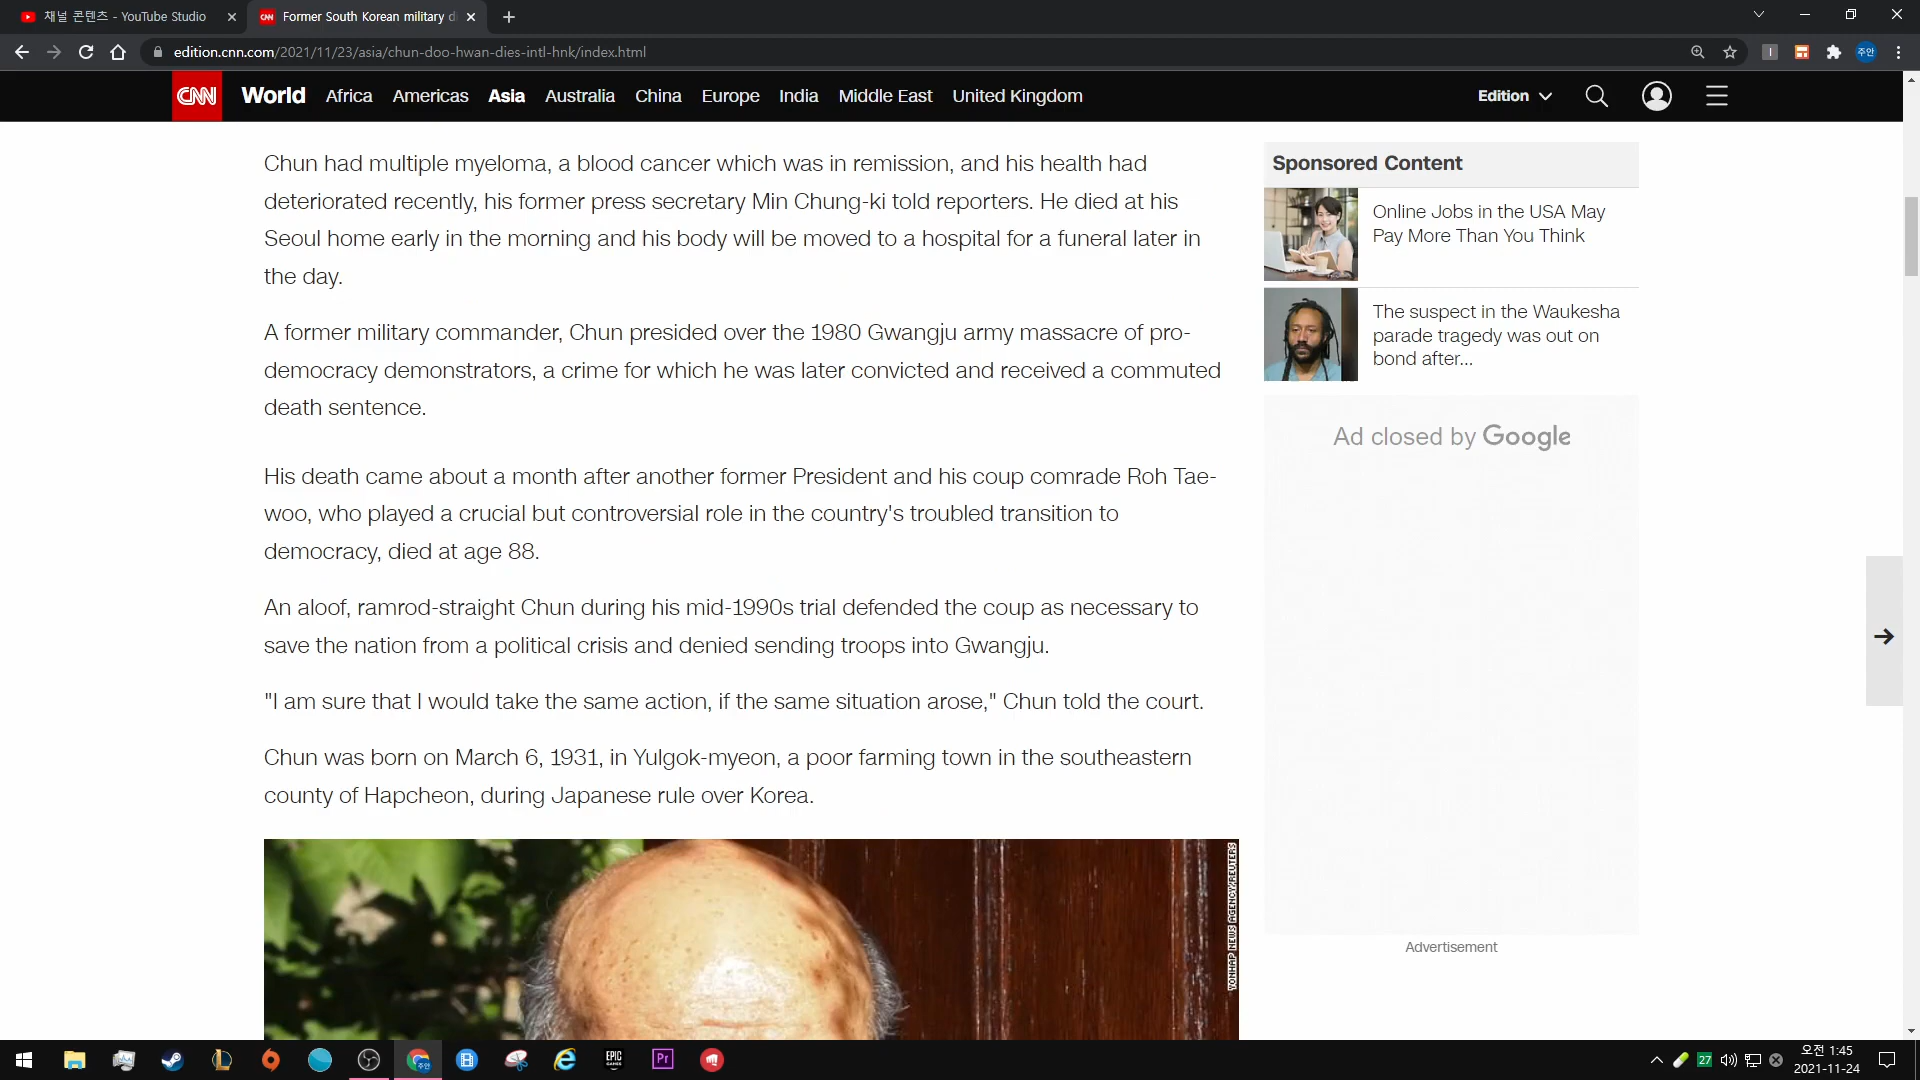 채널 콘텐츠 - YouTube Studio
CNN
Former South Korean military d
edition.cnn.com/2021/11/23/asia/chun-doo-hwan-dies-intl-hnk/index.html
주안
CNN World Africa Americas Asia Australia China Europe India Middle East United Kingdom
Edition
Chun had multiple myeloma, a blood cancer which was in remission, and his health had
deteriorated recently, his former press secretary Min Chung-ki told reporters. He died at his
Seoul home early in the morning and his body will be moved to a hospital for a funeral later in
the day.
A former military commander, Chun presided over the 1980 Gwangju army massacre of pro-
democracy demonstrators, a crime for which he was later convicted and received a commuted
death sentence.
His death came about a month after another former President and his coup comrade Roh Tae-
woo, who played a crucial but controversial role in the country's troubled transition to
democracy, died at age 88.
An aloof, ramrod-straight Chun during his mid-1990s trial defended the coup as necessary to
save the nation from a political crisis and denied sending troops into Gwangju.
"I am sure that I would take the same action, if the same situation arose," Chun told the court.
Chun was born on March 6, 1931, in Yulgok-myeon, a poor farming town in the southeastern
county of Hapcheon, during Japanese rule over Korea.
YONHAP NEWS AGENCY/REUTERS
Sponsored Content
Online Jobs in the USA May
Pay More Than You Think
The suspect in the Waukesha
parade tragedy was out on
bond after...
Ad closed by Google
Advertisement
주안
EPIC
GAMES
Pr
27
오전 1:45
2021-11-24